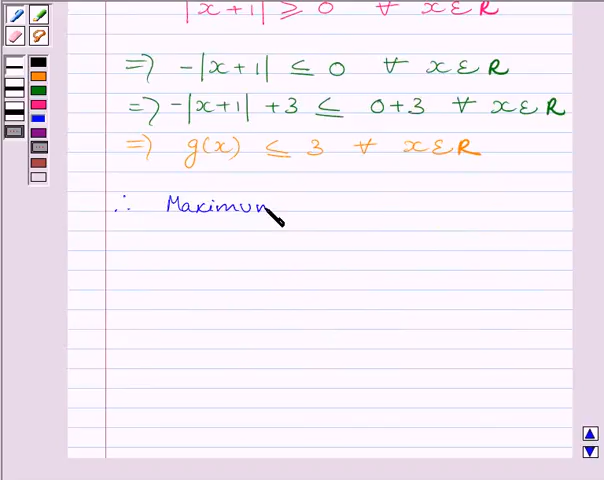 |x+1| ≥ 0 ∀ x ε R
⇒ -|x+1| ≤ 0 ∀ x ε R
⇒ -|x+1| +3 ≤ 0+3 ∀ x ε R
⇒ g(x) ≤ 3 ∀ x ε R
∴ Maximum